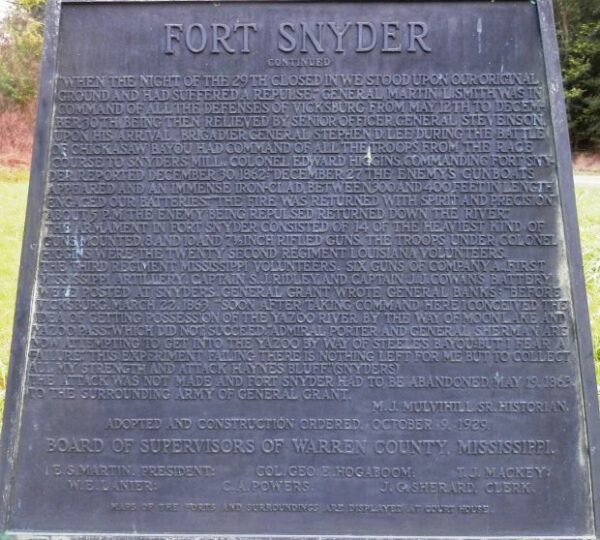 FORT SNYDER
CONTINUED
"WHEN THE NIGHT OF THE 29TH CLOSED IN WE STOOD UPON OUR ORIGINAL
GROUND AND HAD SUFFERED A REPULSE" GENERAL MARTIN L. SMITH WAS IN
COMMAND OF ALL THE DEFENSES OF VICKSBURG FROM MAY 12TH TO DECEM-
BEING THEN RELIEVED BY SENIOR OFFICER, GENERAL STEVENSON
UPON HIS ARRIVAL. BRIGADIER GENERAL STEPHEN D. LEE, DURING THE BATTLE
OF CHICKASAW BAYOU HAD COMMAND OF ALL THE TROOPS FROM THE RACE
TO SNYDERS MILL. COLONEL EDWARD HIGGINS, COMMANDING FORT SNY-
DER REPORTED DECEMBER 30, 1862, "DECEMBER 27 THE ENEMY'S GUNBOATS
APPEARED AND AN IMMENSE IRON-CLAD, BETWEEN 300 AND 400 FEET IN LENGTH
ENGAGED OUR BATTERIES. THE FIRE WAS RETURNED WITH SPIRIT AND PRECISION
ABOUT 5 P.M. THE ENEMY BEING REPULSED RETURNED DOWN THE RIVER"
THE ARMAMENT IN FORT SNYDER CONSISTED OF 14 OF THE HEAVIEST KIND OF
GUNS MOUNTED, 8 AND 10 AND 7½ INCH RIFLED GUNS. THE TROOPS UNDER COLONEL
HIGGINS WERE THE TWENTY SECOND REGIMENT LOUISIANA VOLUNTEERS.
THE THIRD REGIMENT MISSISSIPPI VOLUNTEERS, SIX GUNS OF COMPANY A, FIRST
MISSISSIPPI ARTILLERY, CAPTAIN RIDLEY, AND CAPTAIN J.J. COWAN'S BATTERY
POSTED AT SNYDERS. GENERAL GRANT WROTE GENERAL BANKS, "BEFORE
VICKSBURG MARCH 22, 1863. SOON AFTER TAKING COMMAND HERE I CONCEIVED THE
IDEA OF GETTING POSSESSION OF THE YAZOO RIVER BY THE WAY OF MOON LAKE AND
YAZOO PASS WHICH DID NOT SUCCEED, ADMIRAL PORTER AND GENERAL SHERMAN ARE
NOW ATTEMPTING TO GET INTO THE YAZOO BY WAY OF STEELE'S BAYOU BUT I FEAR
FAILURE. THIS EXPERIMENT FAILING THERE IS NOTHING LEFT FOR ME BUT TO COLLECT
ALL MY STRENGTH AND ATTACK HAYNES BLUFF" (SNYDERS)
THE ATTACK WAS NOT MADE AND FORT SNYDER HAD TO BE ABANDONED, MAY 19, 1863
TO THE SURROUNDING ARMY OF GENERAL GRANT.
M.J. MULVIHILL, SR. HISTORIAN.
ADOPTED AND CONSTRUCTION ORDERED, OCTOBER 9, 1929.
BOARD OF SUPERVISORS OF WARREN COUNTY, MISSISSIPPI.
E.S. MARTIN, PRESIDENT: COL. GEO. E. HOGABOOM: T.J. MACKEY:
W.E. LANIER: C.A. POWERS. J.G. SHERARD, CLERK.
MAPS OF THE FORTS AND SURROUNDINGS ARE DISPLAYED AT COURT HOUSE